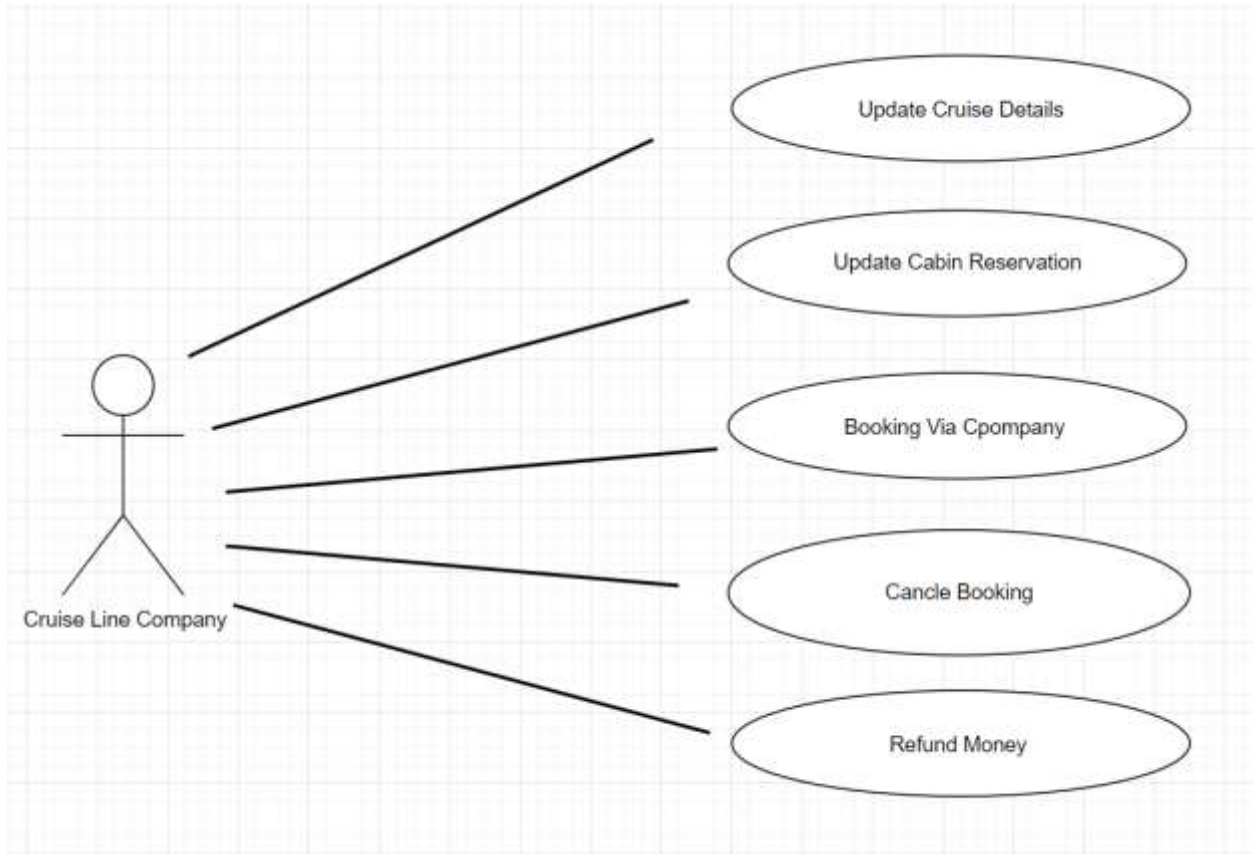 Update Cruise Details
Update Cabin Reservation
Booking Via Cpompany
Cancle Booking
Cruise Line Company
Refund Money